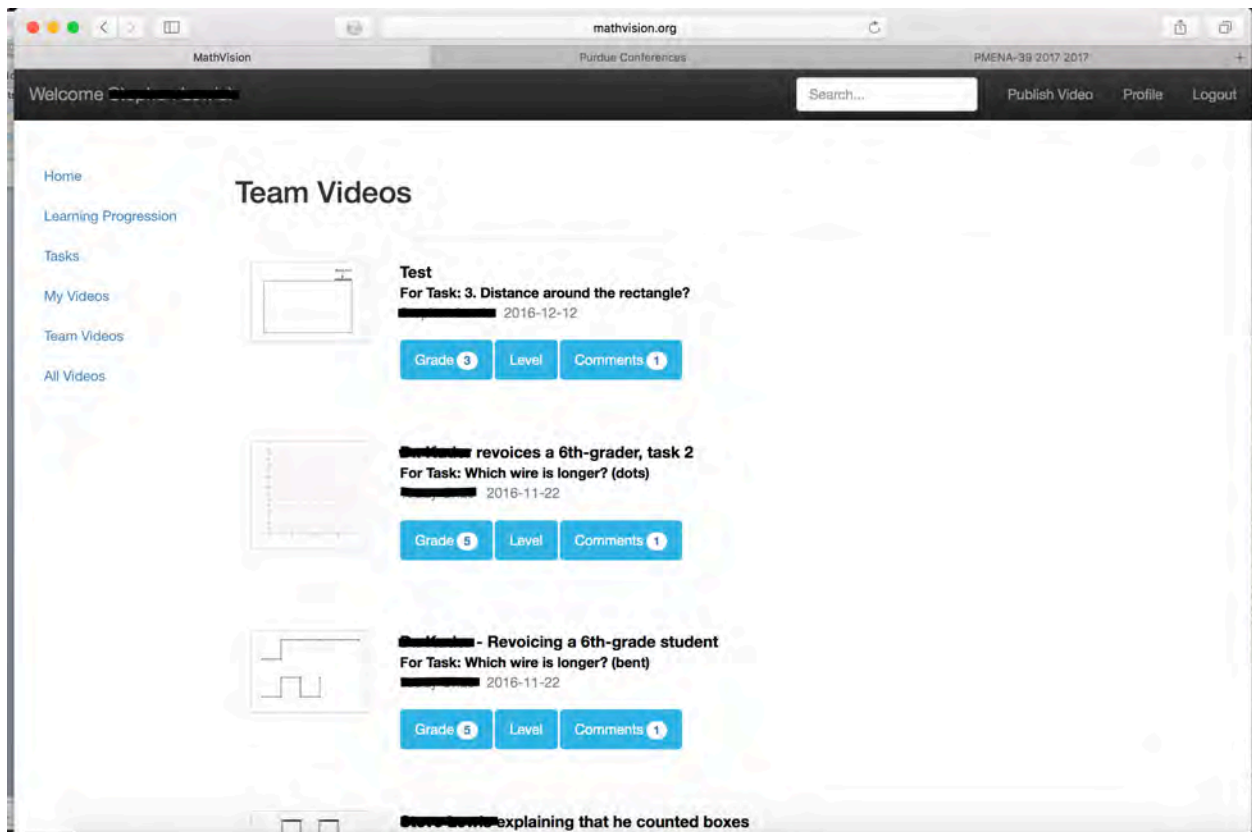 mathvision.org
MathVision
Purdue Conferences
PMENA-39 2017 2017
Welcome
Search...
Publish Video
Profile
Logout
Home
Learning Progression
Tasks
My Videos
Team Videos
All Videos
Team Videos
Test
For Task: 3. Distance around the rectangle?
2016-12-12
Grade 3
Level
Comments 1
revoices a 6th-grader, task 2
For Task: Which wire is longer? (dots)
2016-11-22
Grade 5
Level
Comments 1
- Revoicing a 6th-grade student
For Task: Which wire is longer? (bent)
2016-11-22
Grade 5
Level
Comments 1
explaining that he counted boxes